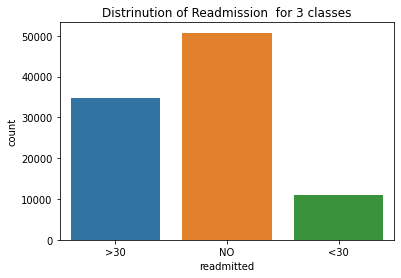 Distrinution of Readmission  for 3 classes
50000
40000
30000
20000
10000
0
count
>30
NO
<30
readmitted